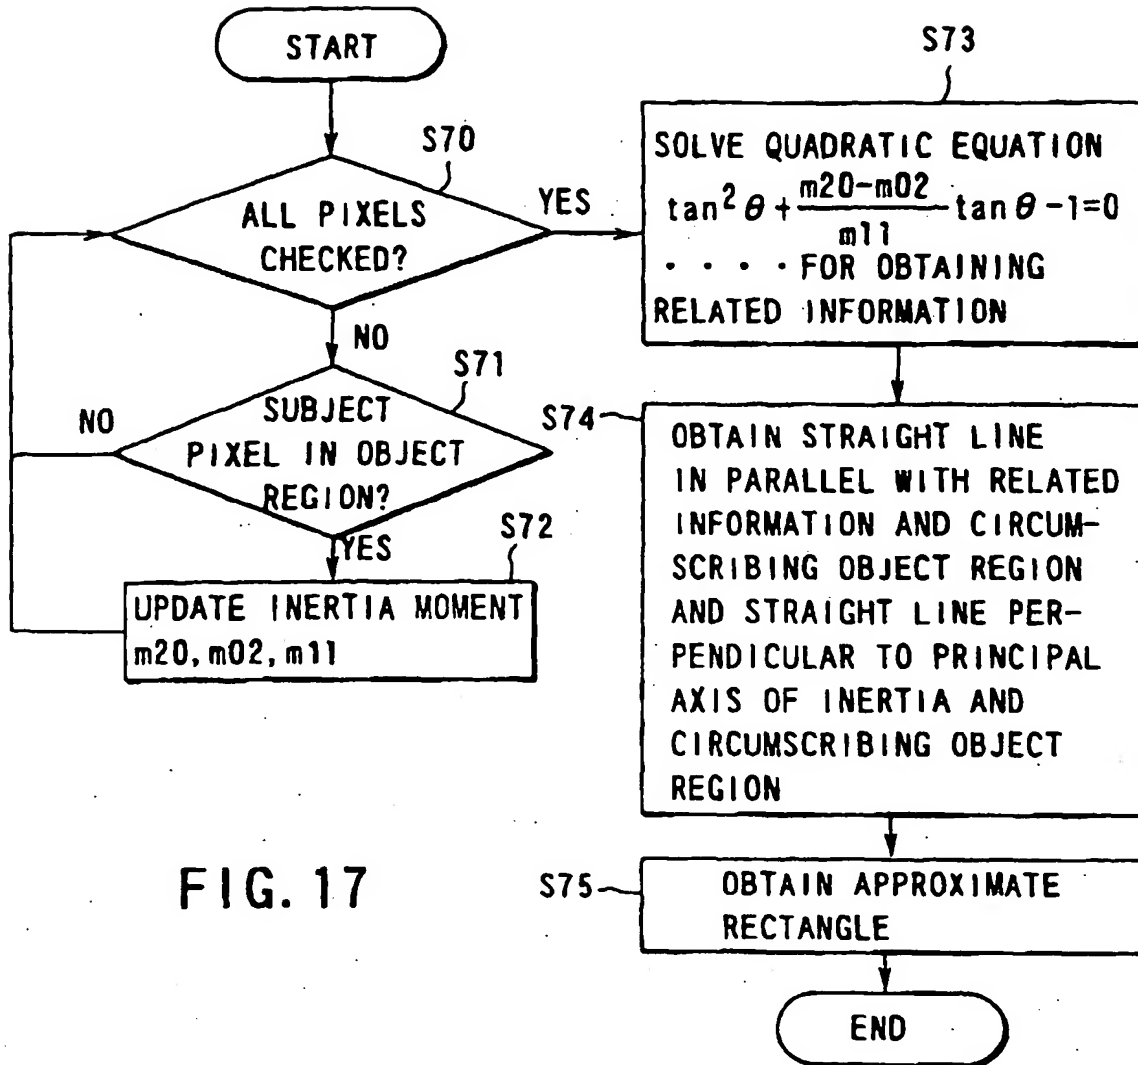 START
S70
ALL PIXELS
CHECKED?
YES
NO
S71
SUBJECT
PIXEL IN OBJECT
REGION?
NO
YES
S72
UPDATE INERTIA MOMENT
m20, m02, m11
S73
SOLVE QUADRATIC EQUATION
tan² θ + (m20-m02)/m11 tan θ -1=0
· · · · FOR OBTAINING
RELATED INFORMATION
S74
OBTAIN STRAIGHT LINE
IN PARALLEL WITH RELATED
INFORMATION AND CIRCUM-
SCRIBING OBJECT REGION
AND STRAIGHT LINE PER-
PENDICULAR TO PRINCIPAL
AXIS OF INERTIA AND
CIRCUMSCRIBING OBJECT
REGION
S75
OBTAIN APPROXIMATE
RECTANGLE
END
FIG. 17